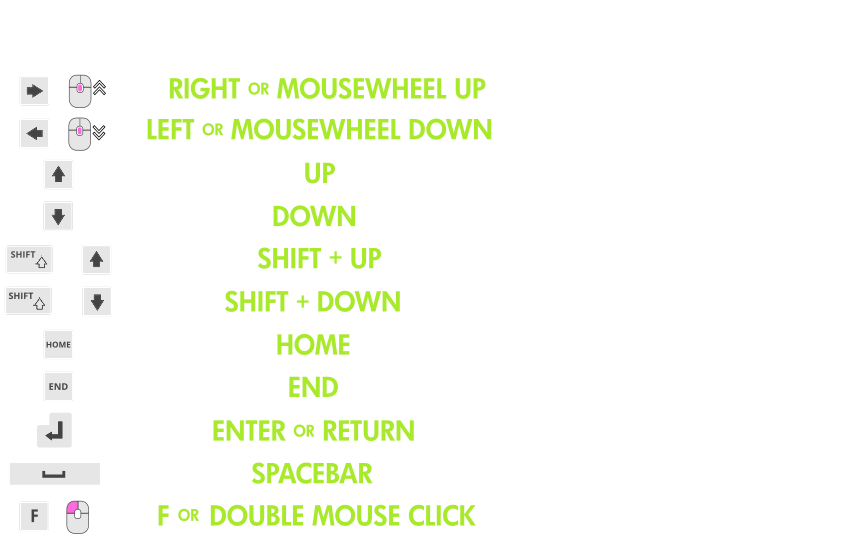 RIGHT OR MOUSEWHEEL UP
LEFT OR MOUSEWHEEL DOWN
UP
DOWN
SHIFT SHIFT + UP
SHIFT SHIFT + DOWN
HOME HOME
END END
ENTER OR RETURN
SPACEBAR
F F OR DOUBLE MOUSE CLICK